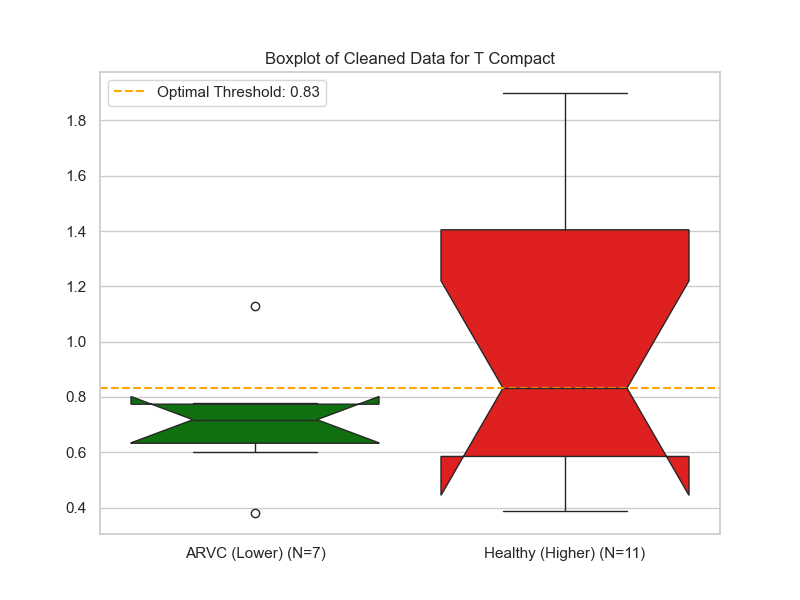 Boxplot of Cleaned Data for T Compact
Optimal Threshold: 0.83
1.8
1.6
1.4
1.2
1.0
0.8
0.6
0.4
ARVC (Lower) (N=7)
Healthy (Higher) (N=11)